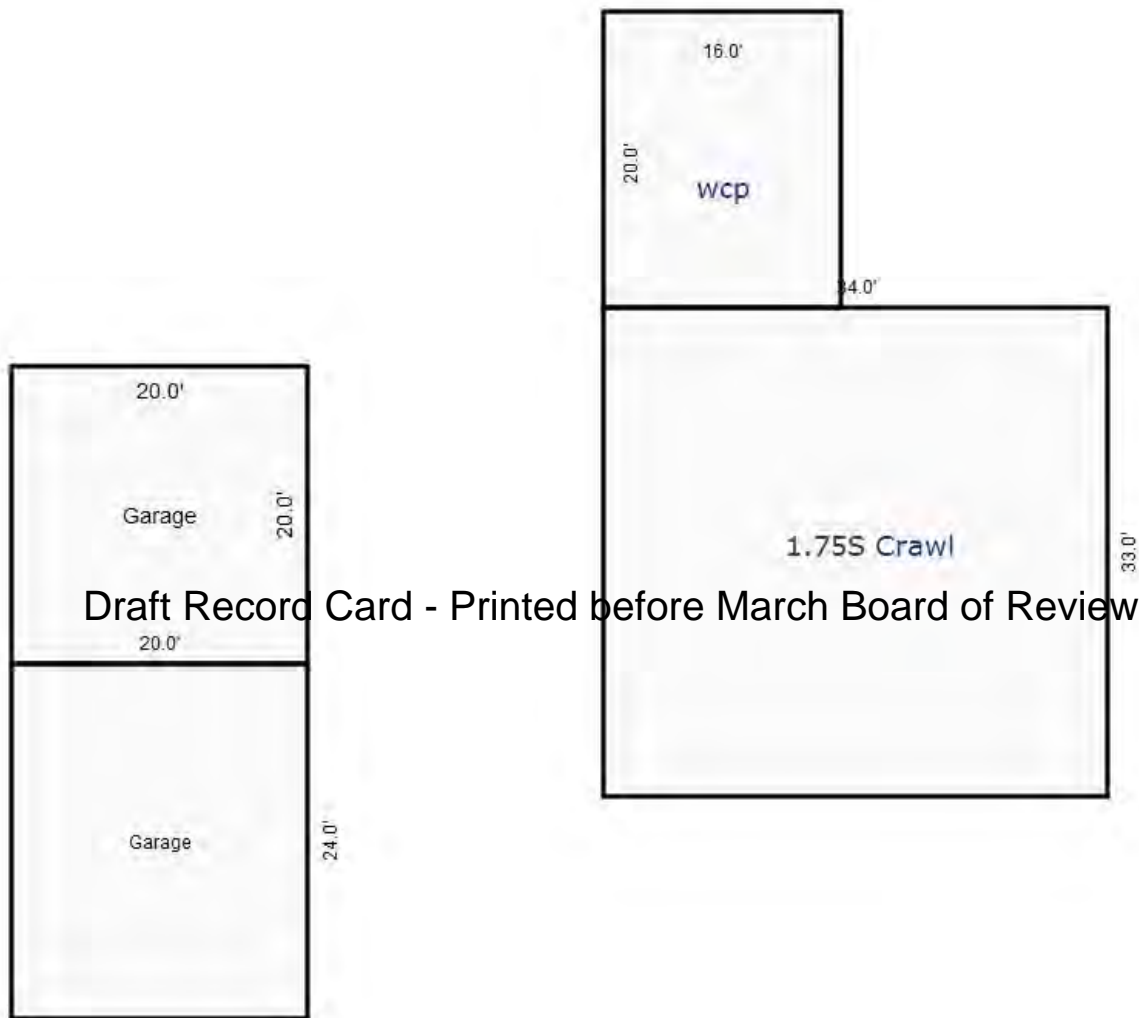 16.0'
20.0'
wcp
34.0'
20.0'
Garage
20.0'
1.75S Crawl
33.0'
Draft Record Card - Printed before March Board of Review
20.0'
Garage
24.0'